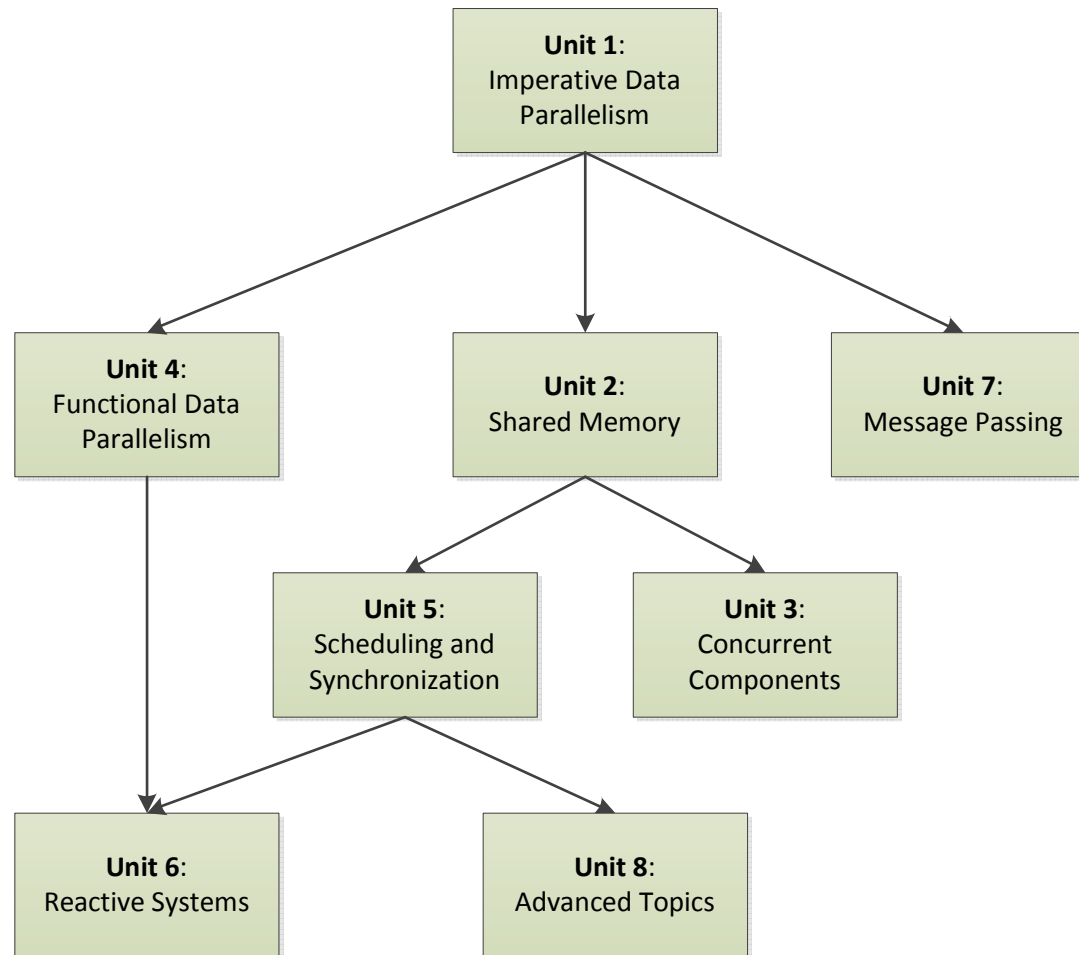 Unit 1:
Imperative Data
Parallelism
Unit 4:
Functional Data
Parallelism
Unit 2:
Shared Memory
Unit 7:
Message Passing
Unit 5:
Scheduling and
Synchronization
Unit 3:
Concurrent
Components
Unit 6:
Reactive Systems
Unit 8:
Advanced Topics